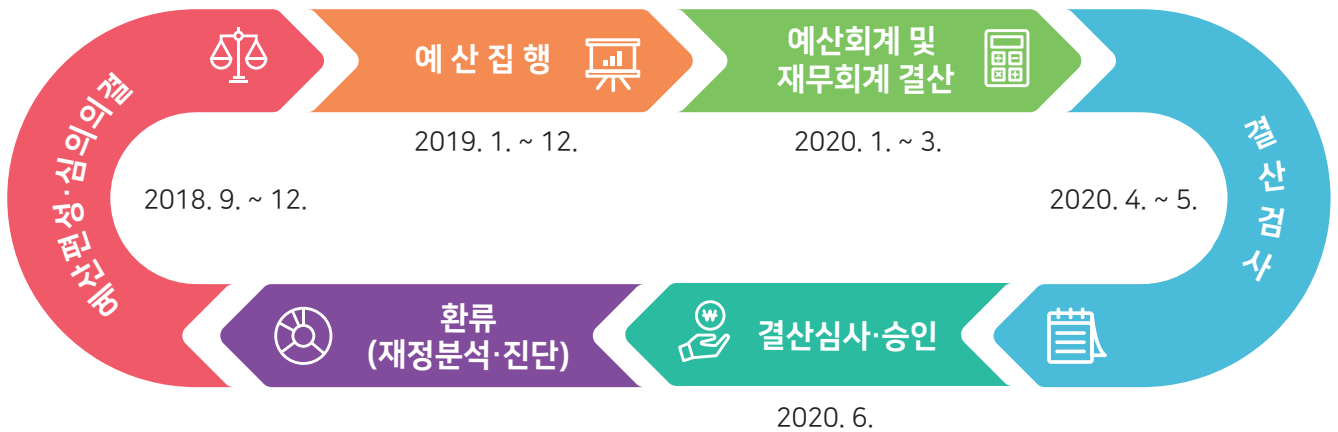 예산편성·심의의결
2018. 9. ~ 12.
예 산 집 행
2019. 1. ~ 12.
예산회계 및
재무회계 결산
2020. 1. ~ 3.
결산검사
2020. 4. ~ 5.
₩
결산심사·승인
2020. 6.
환류
(재정분석·진단)